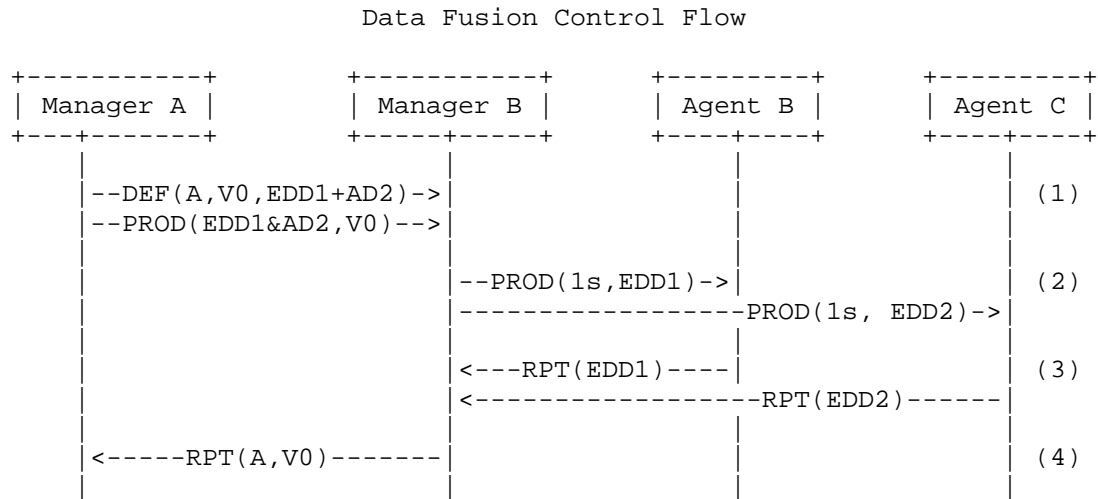 Data Fusion Control Flow
+-----------+ +-----------+ +---------+ +---------+
| Manager A | | Manager B | | Agent B | | Agent C |
+---+-------+ +-----+-----+ +----+----+ +----+----+
| | | |
|--DEF(A,V0,EDD1+AD2)->| | | (1)
|--PROD(EDD1&AD2,V0)-->| | |
| | | |
| |--PROD(1s,EDD1)->| | (2)
| |------------------PROD(1s, EDD2)->|
| | | |
| |<---RPT(EDD1)----| | (3)
| |<------------------RPT(EDD2)------|
| | | |
|<-----RPT(A,V0)-------| | | (4)
| | | |